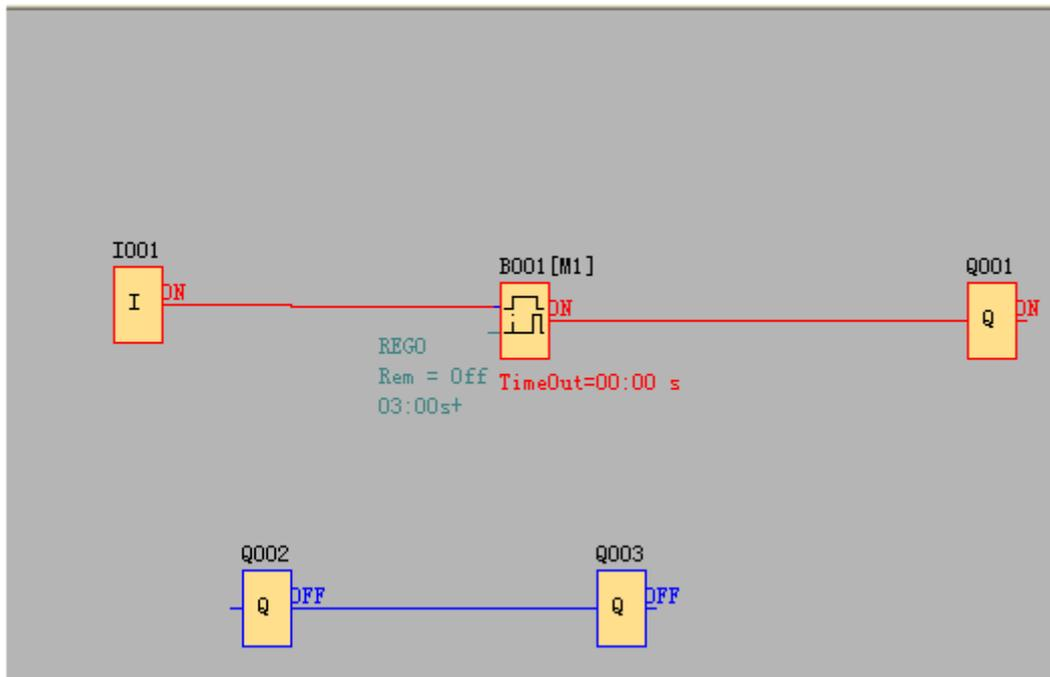 I001
I
ON
B001[M1]
ON
Q001
Q
ON
REGO
Rem = Off
03:00s+
TimeOut=00:00 s
Q002
Q
OFF
Q003
Q
OFF